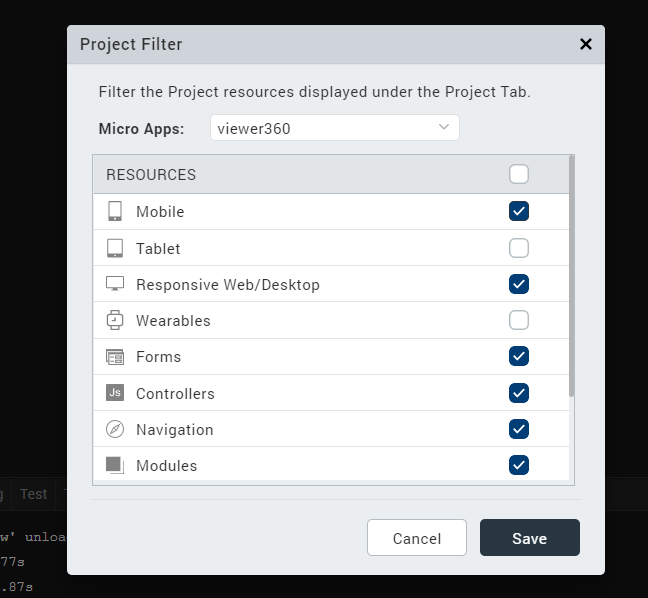 Project Filter
Filter the Project resources displayed under the Project Tab.
Micro Apps: viewer360
RESOURCES
Mobile
Tablet
Responsive Web/Desktop
Wearables
Forms
Js Controllers
Navigation
Modules
Test
Cancel Save
w' unloa
77s
.87s